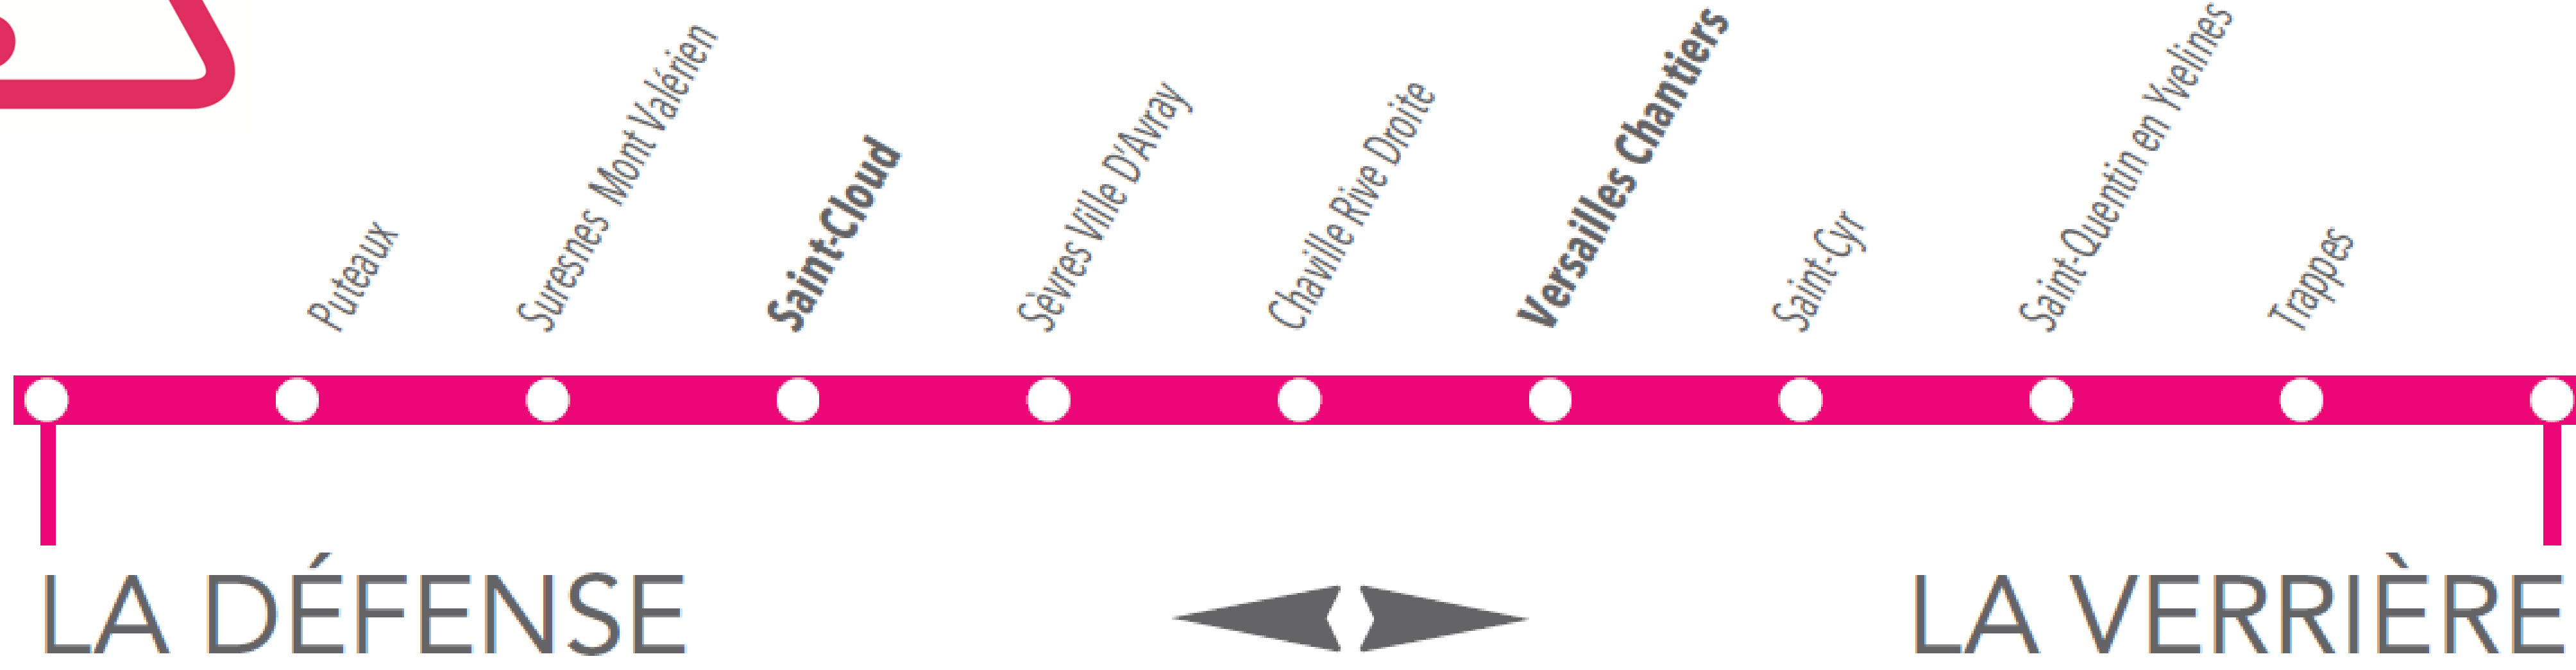 Puteaux
Suresnes Mont Valérien
Saint-Cloud
Sèvres Ville D'Avray
Chaville Rive Droite
Versailles Chantiers
Saint-Cyr
Saint-Quentin en Yvelines
Trappes
LA DÉFENSE
LA VERRIÈRE